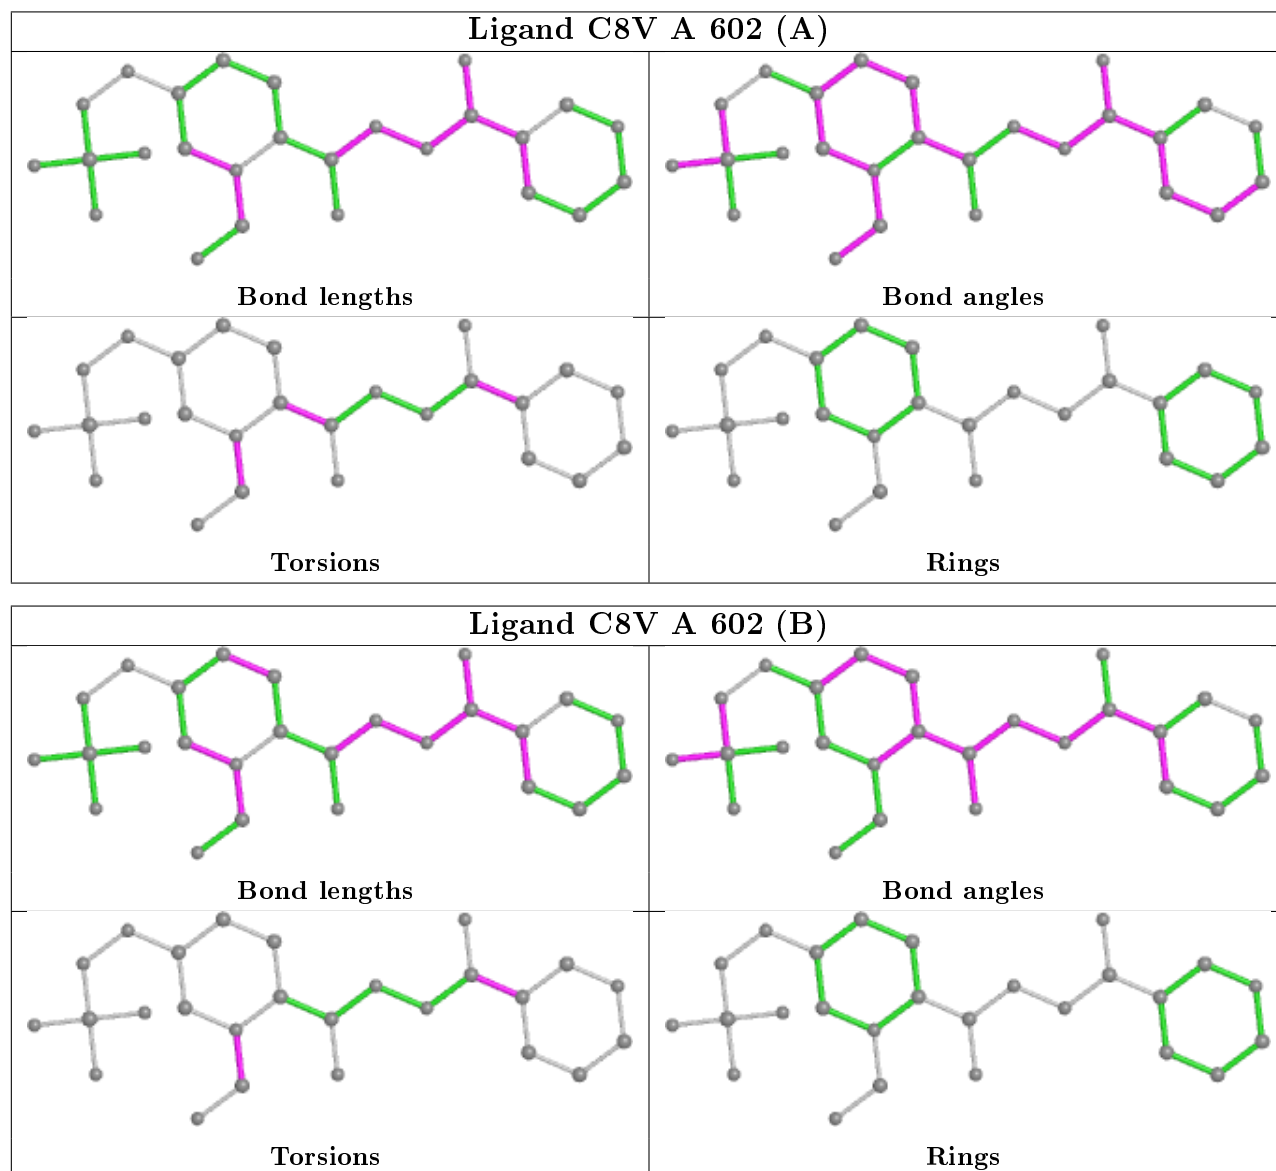 Ligand C8V A 602 (A)
Bond lengths
Bond angles
Torsions
Rings
Ligand C8V A 602 (B)
Bond lengths
Bond angles
Torsions
Rings